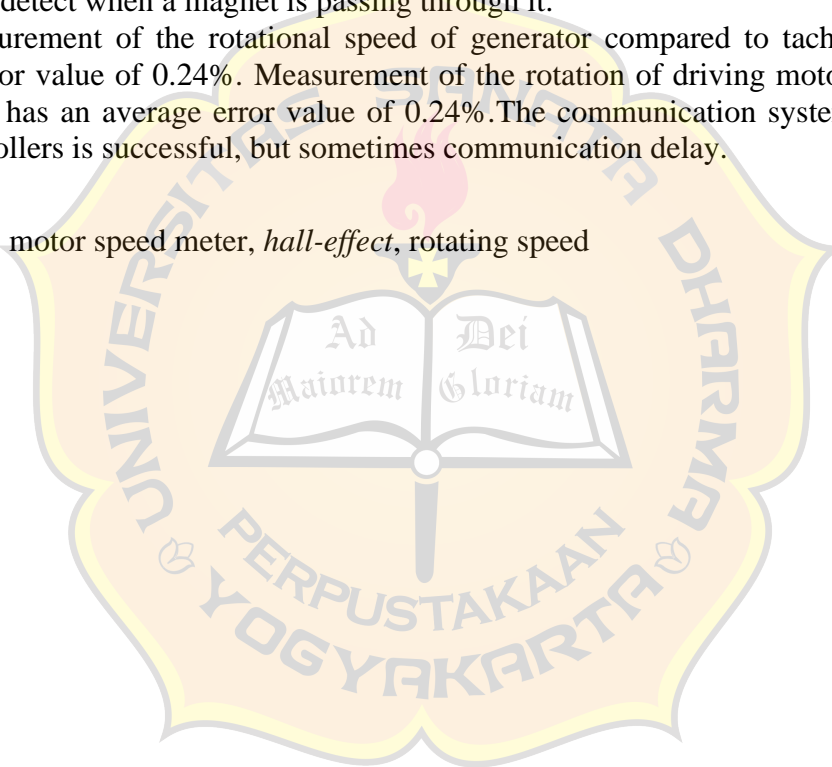 detect when a magnet is passing through it.
urement of the rotational speed of generator compared to tach
or value of 0.24%. Measurement of the rotation of driving moto
has an average error value of 0.24%.The communication syste
ollers is successful, but sometimes communication delay.
motor speed meter, hall-effect, rotating speed
UNIVERSITAS SANATA DHARMA
Ad Dei
Maiorem Gloriam
PERPUSTAKAAN
YOGYAKARTA